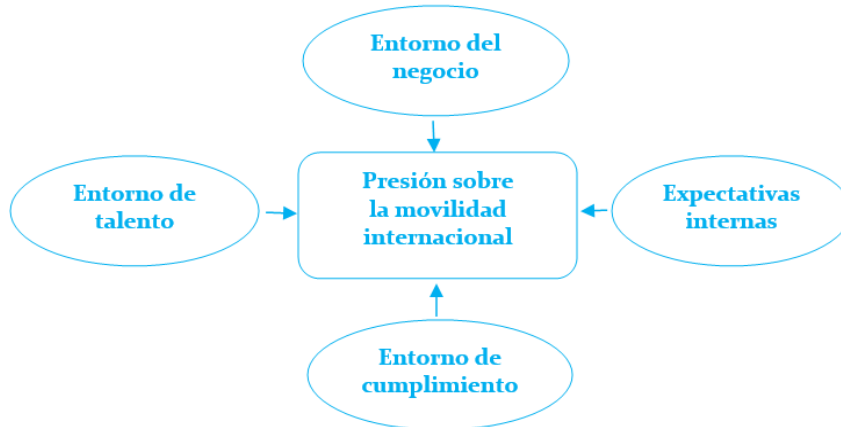 Entorno del
negocio
Entorno de
talento
Presión sobre
la movilidad
internacional
Expectativas
internas
Entorno de
cumplimiento